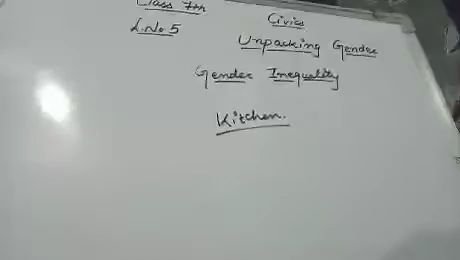 Class 7th
Civics
L.No.5
Unpacking Gender
Gender Inequality
Kitchen.